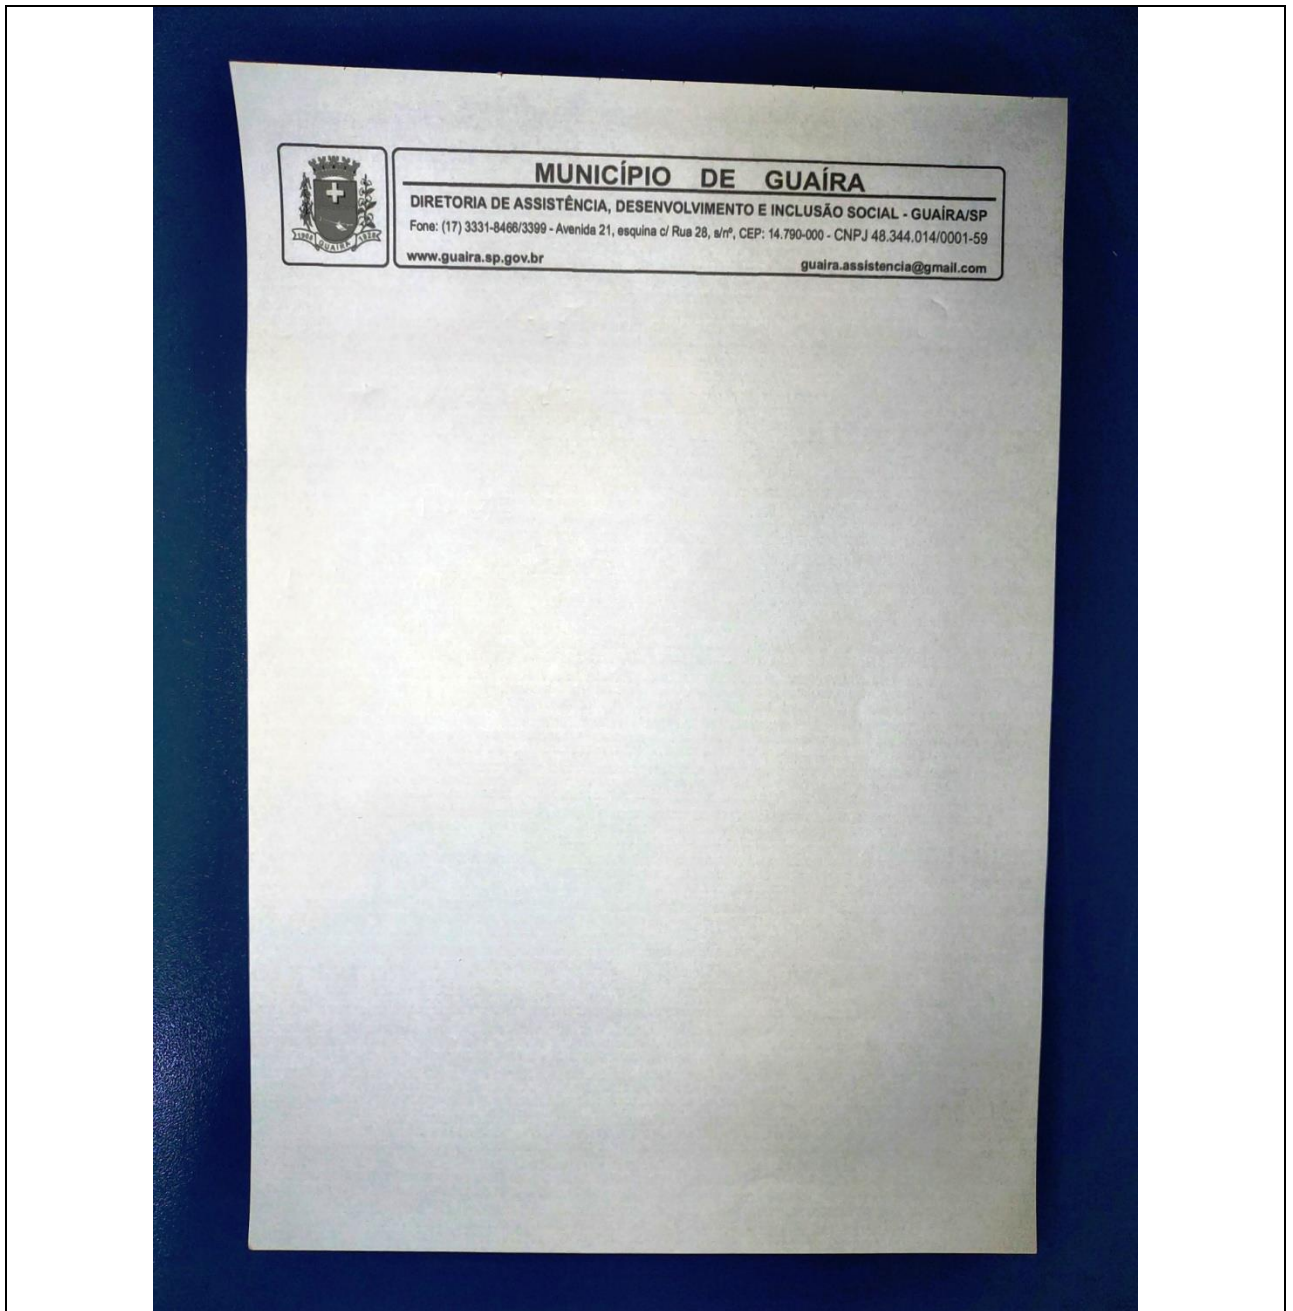 MUNICÍPIO DE GUAÍRA
DIRETORIA DE ASSISTÊNCIA, DESENVOLVIMENTO E INCLUSÃO SOCIAL - GUAÍRA/SP
Fone: (17) 3331-8466/3399 - Avenida 21, esquina c/ Rua 28, s/nº, CEP: 14.790-000 - CNPJ 48.344.014/0001-59
www.guaira.sp.gov.br guaira.assistencia@gmail.com
GUAIRA